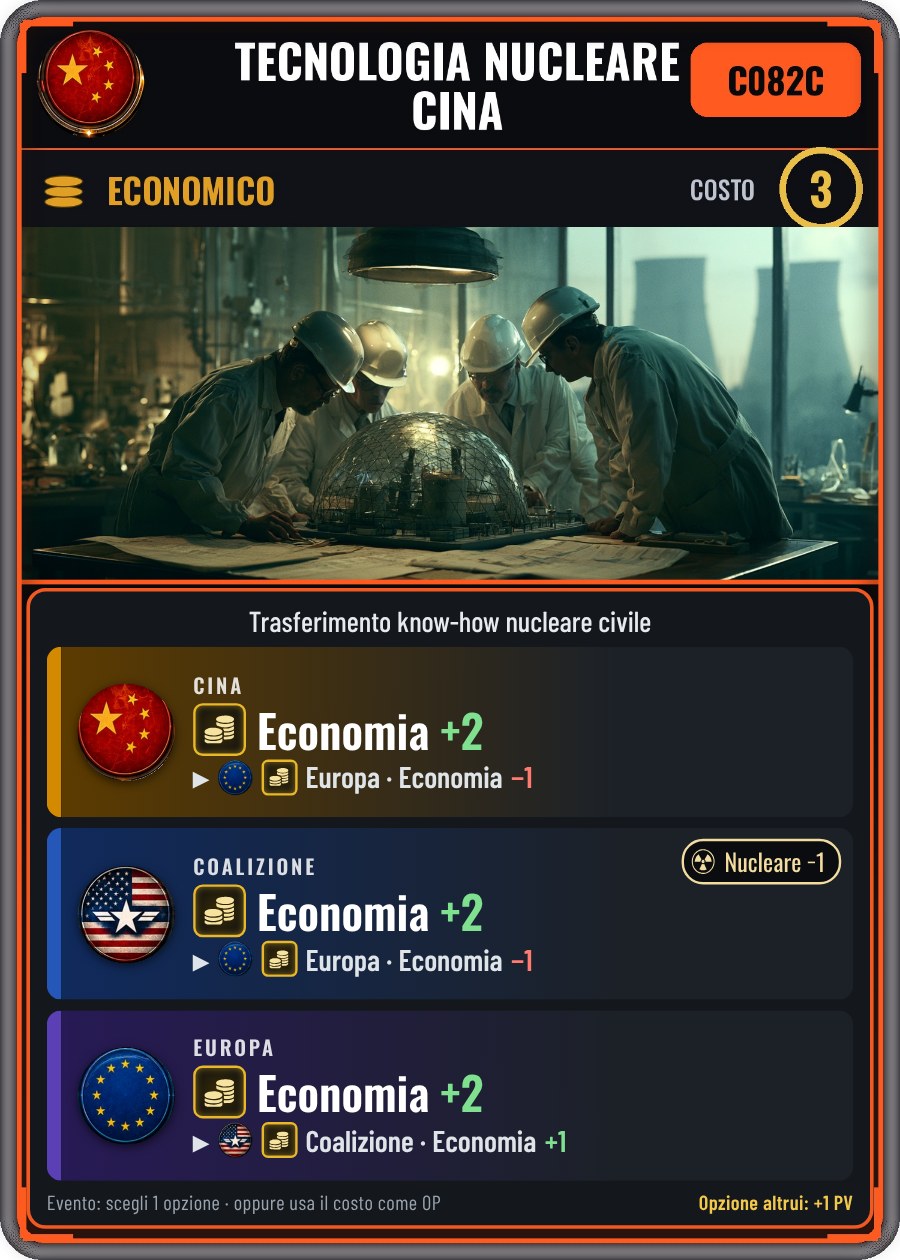 TECNOLOGIA NUCLEARE
CINA
C082C
ECONOMICO
COSTO
3
Trasferimento know-how nucleare civile
CINA
Economia +2
▶ Europa · Economia −1
COALIZIONE
Nucleare −1
Economia +2
▶ Europa · Economia −1
EUROPA
Economia +2
▶ Coalizione · Economia +1
Evento: scegli 1 opzione · oppure usa il costo come OP
Opzione altrui: +1 PV